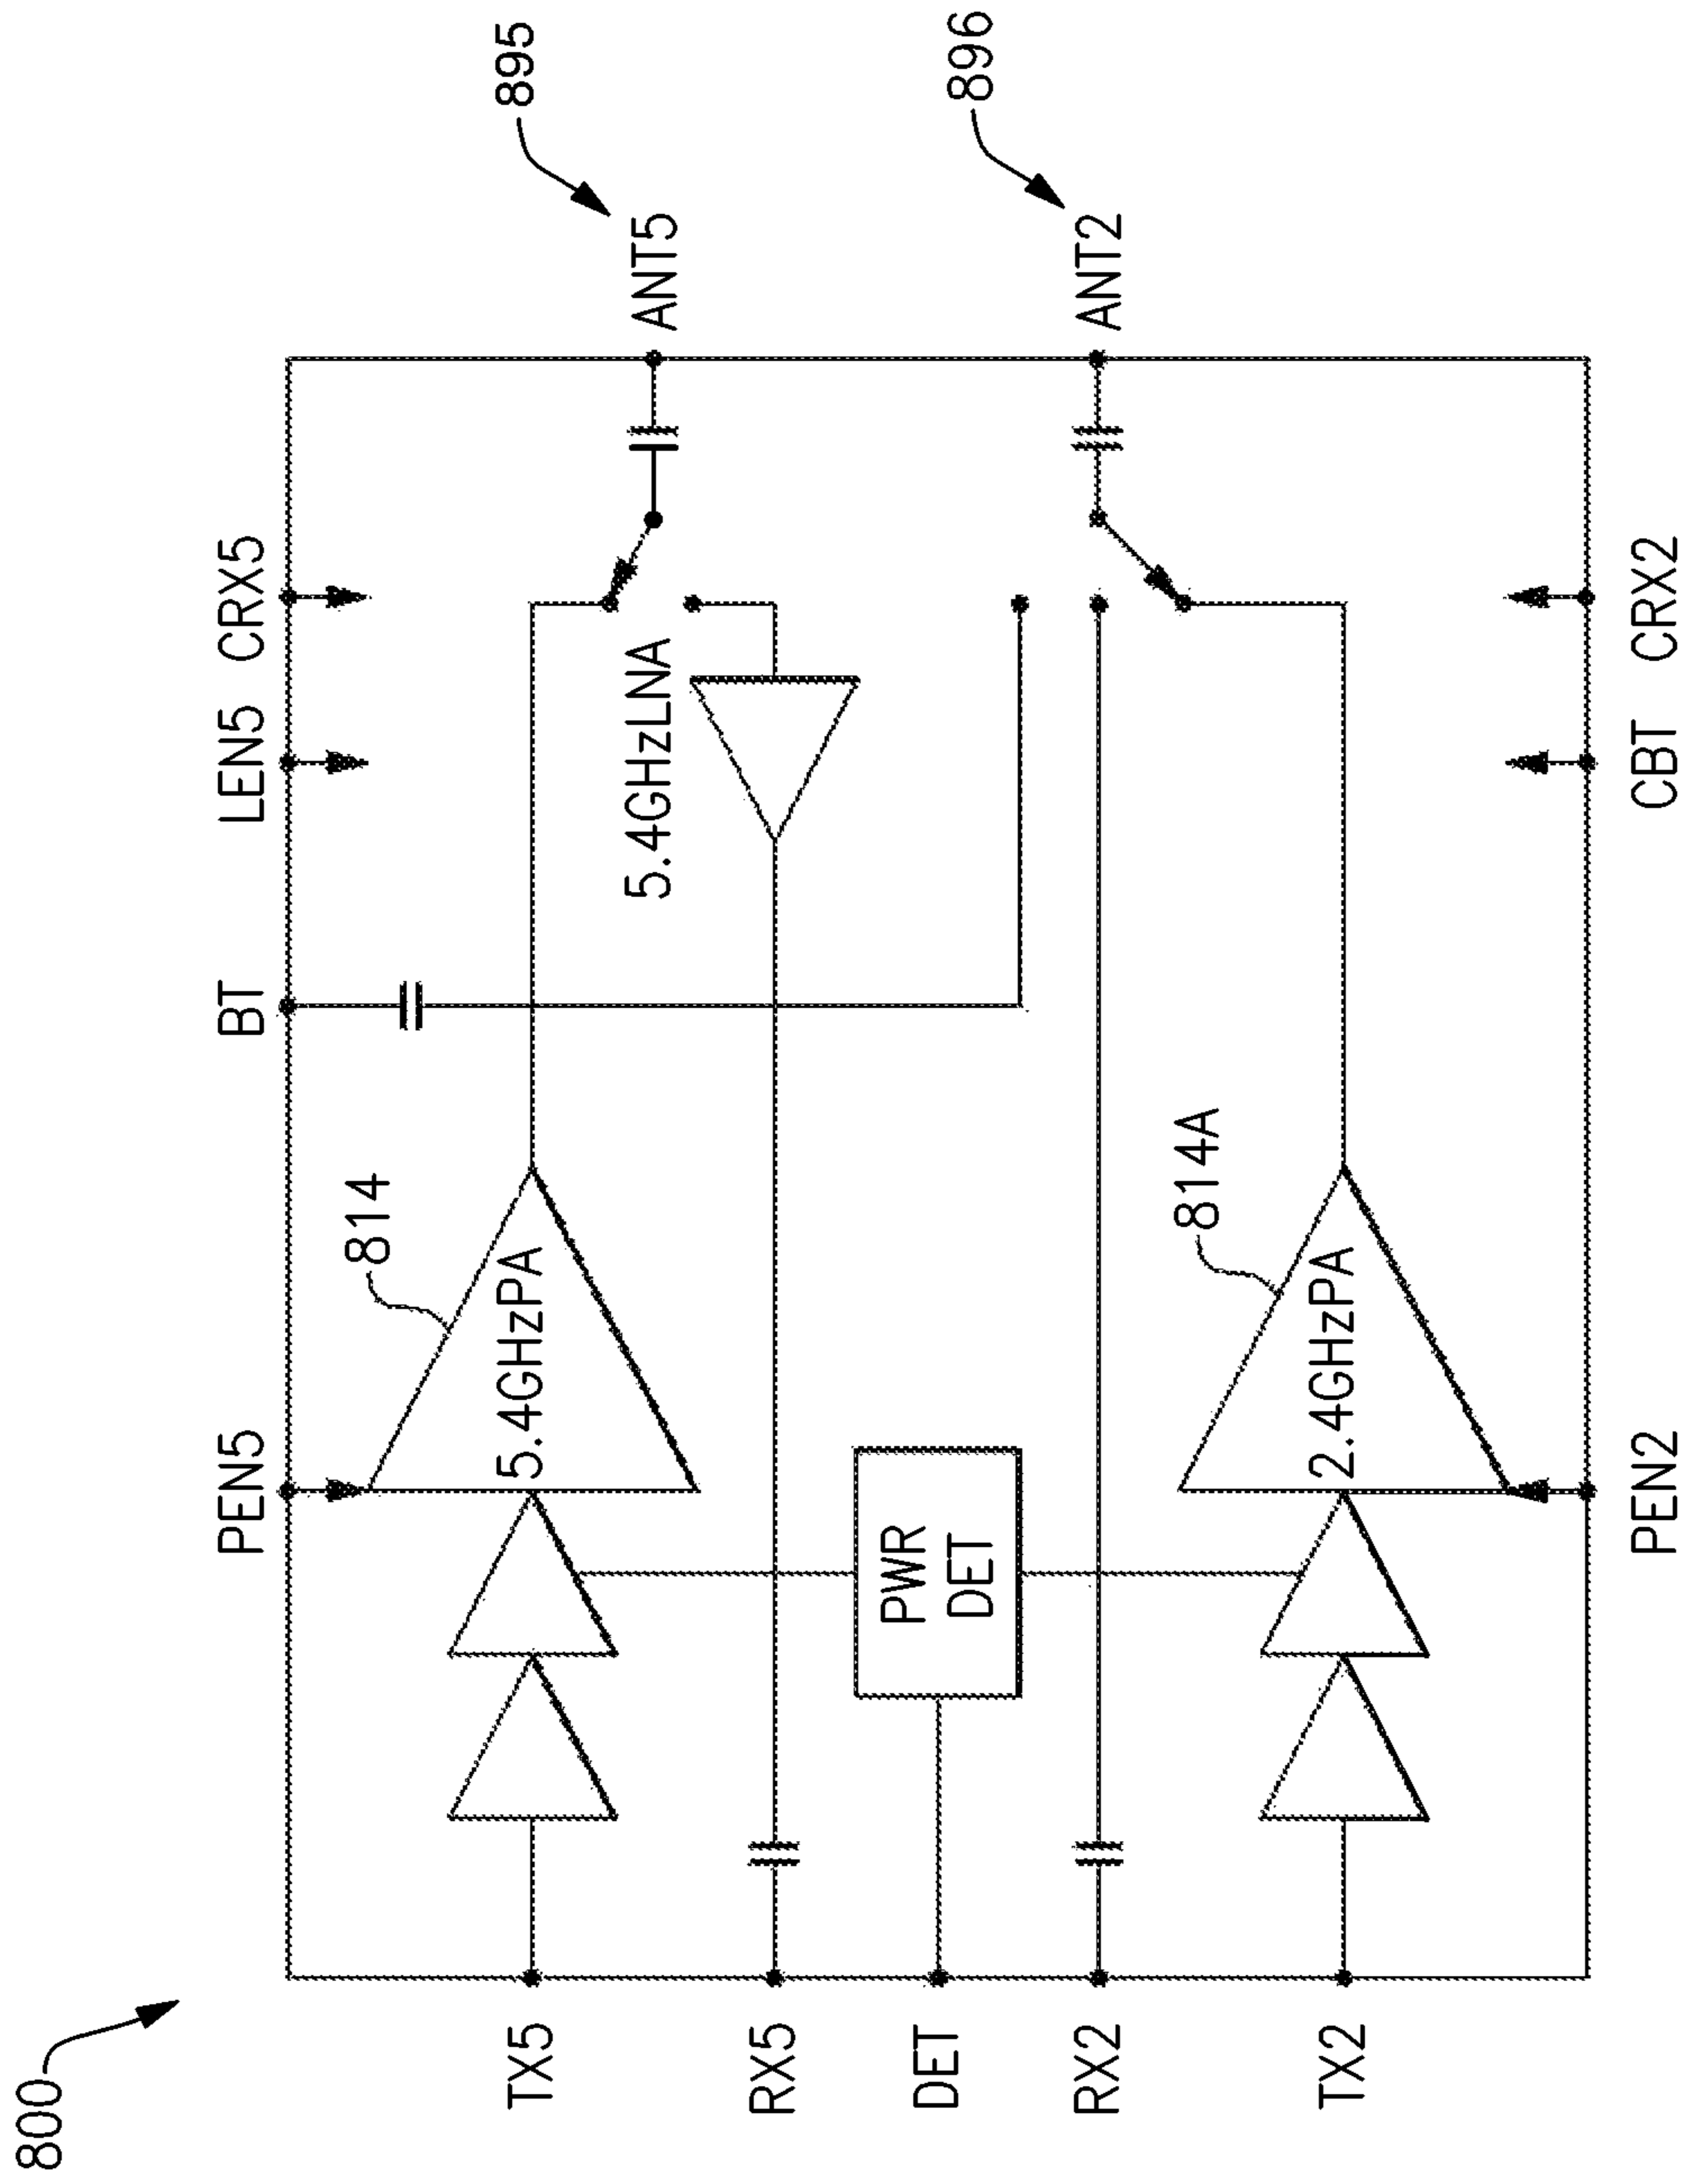 800
PEN5
BT
LEN5
CRX5
814
895
TX5
5.4GHzPA
ANT5
5.4GHzLNA
RX5
PWR
DET
DET
896
RX2
ANT2
814A
TX2
2.4GHzPA
PEN2
CBT
CRX2